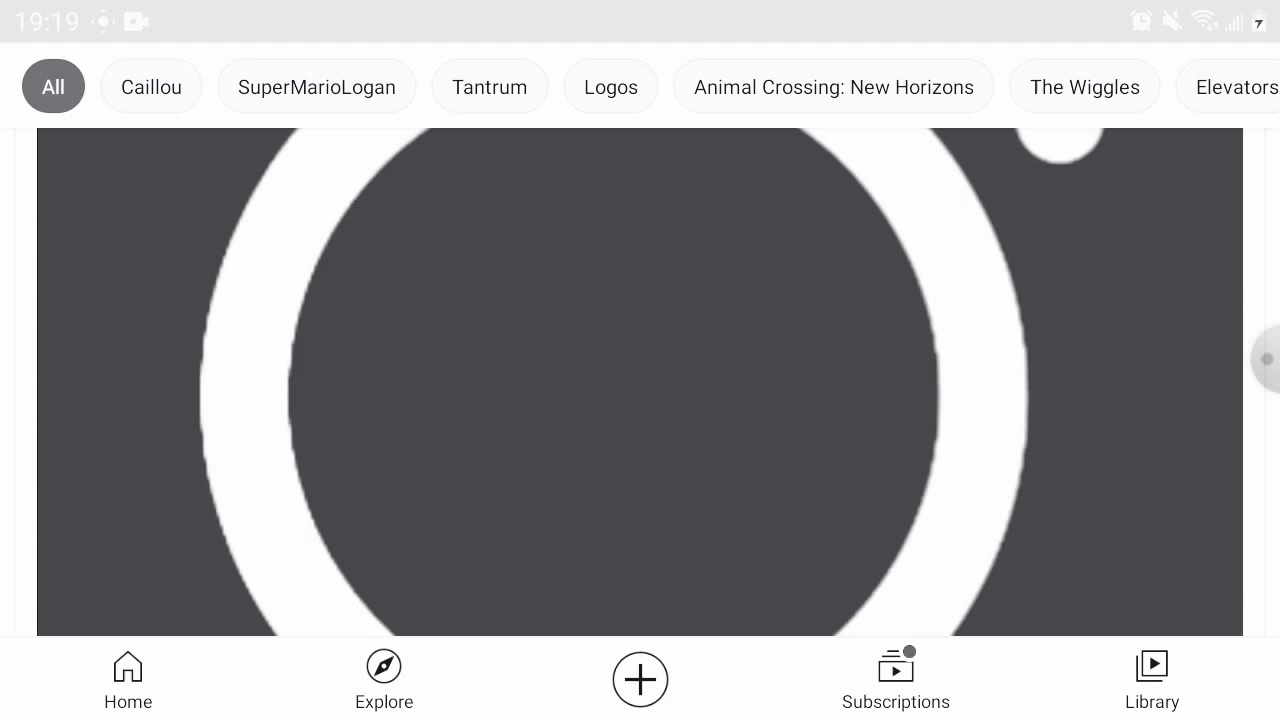 19:19
All Caillou SuperMarioLogan Tantrum Logos Animal Crossing: New Horizons The Wiggles Elevators
Home Explore Subscriptions Library